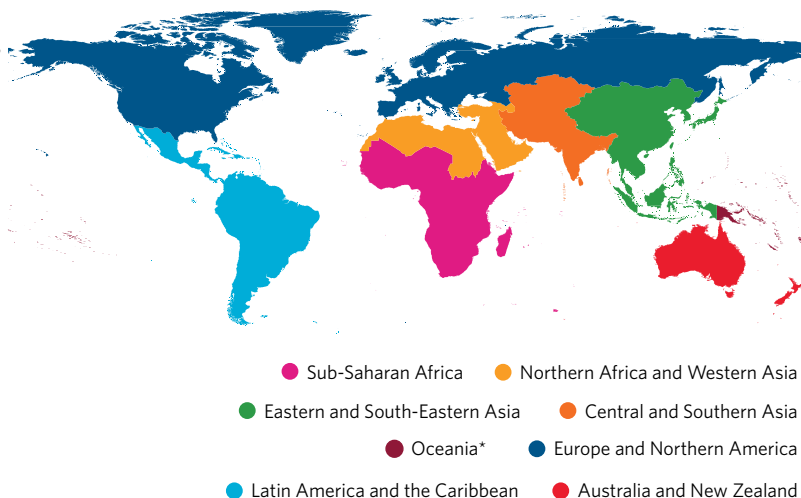 Sub-Saharan Africa Northern Africa and Western Asia
Eastern and South-Eastern Asia Central and Southern Asia
Oceania* Europe and Northern America
Latin America and the Caribbean Australia and New Zealand